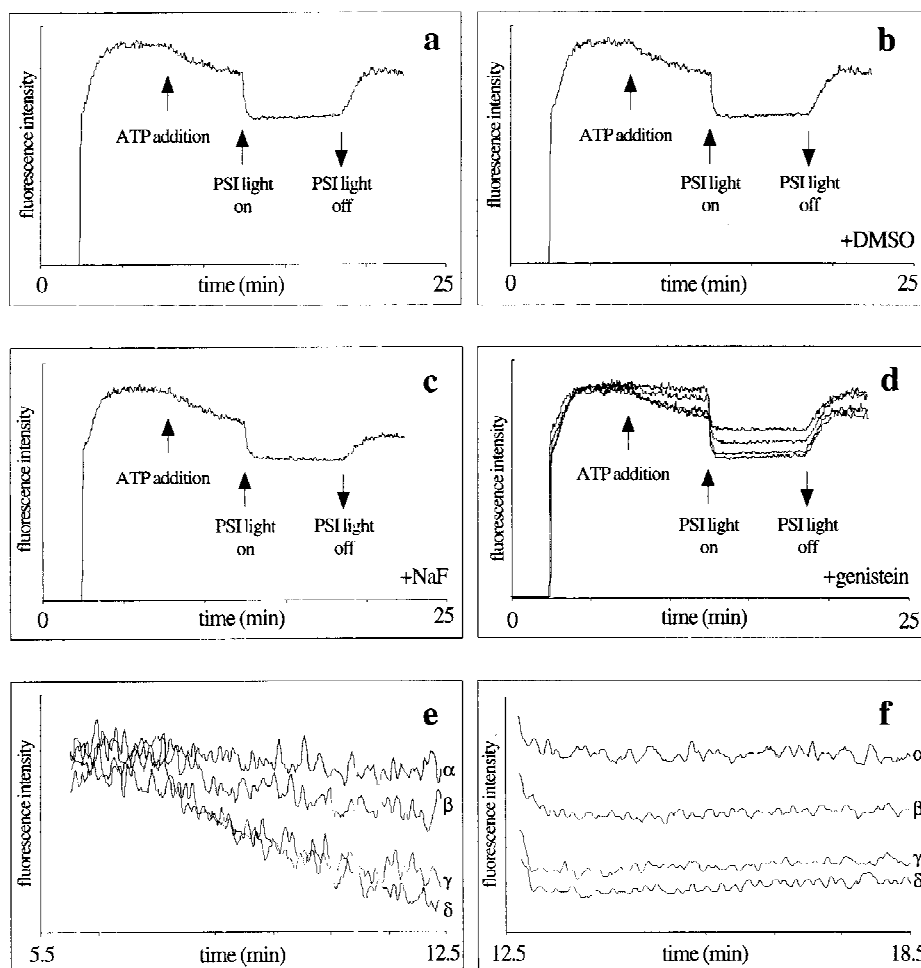 a
fluorescence intensity
ATP addition
PSI light
on
PSI light
off
0
time (min)
25
b
fluorescence intensity
ATP addition
PSI light
on
PSI light
off
+DMSO
0
time (min)
25
c
fluorescence intensity
ATP addition
PSI light
on
PSI light
off
+NaF
0
time (min)
25
d
fluorescence intensity
ATP addition
PSI light
on
PSI light
off
+genistein
0
time (min)
25
e
fluorescence intensity
α
β
γ
δ
5.5
time (min)
12.5
f
fluorescence intensity
α
β
γ
δ
12.5
time (min)
18.5